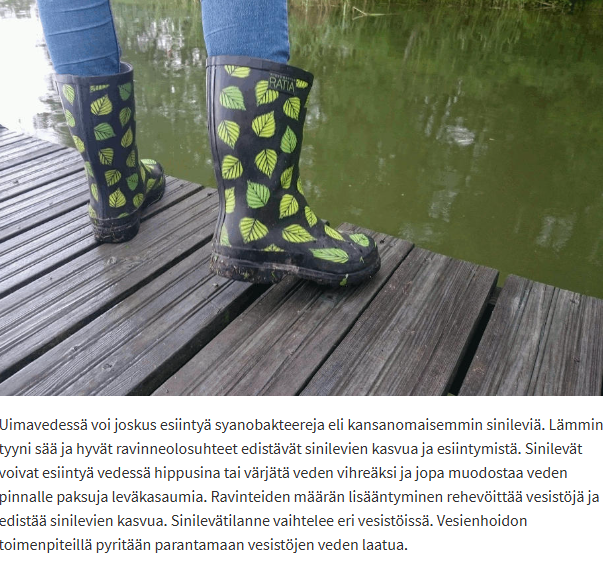 RATIA
Uimavedessä voi joskus esiintyä syanobakteereja eli kansanomaisemmin sinileviä. Lämmin
tyyni sää ja hyvät ravinneolosuhteet edistävät sinilevien kasvua ja esiintymistä. Sinilevät
voivat esiintyä vedessä hippusina tai värjätä veden vihreäksi ja jopa muodostaa veden
pinnalle paksuja leväkasaumia. Ravinteiden määrän lisääntyminen rehevöittää vesistöjä ja
edistää sinilevien kasvua. Sinilevätilanne vaihtelee eri vesistöissä. Vesienhoidon
toimenpiteillä pyritään parantamaan vesistöjen veden laatua.